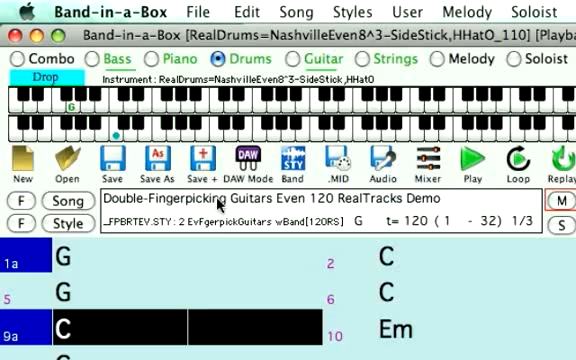 Band-in-a-Box File Edit Song Styles User Melody Soloist
Band-in-a-Box [RealDrums=NashvilleEven8^3-SideStick,HHatO_110] [Playba
Combo Bass Piano Drums Guitar Strings Melody Soloist
Drop Instrument: RealDrums=NashvilleEven8^3-SideStick,HHatO
G
As + DAW BAND STY
New Open Save Save As Save + DAW Mode Band .MID Audio Mixer Play Loop Replay
F Song Double-Fingerpicking Guitars Even 120 RealTracks Demo M
F Style _FPBRTEV.STY: 2 EvFgerpickGuitars wBand[120RS] G t= 120 ( 1 - 32) 1/3 S
1a G 2 C
5 G 6 C
9a C 10 Em